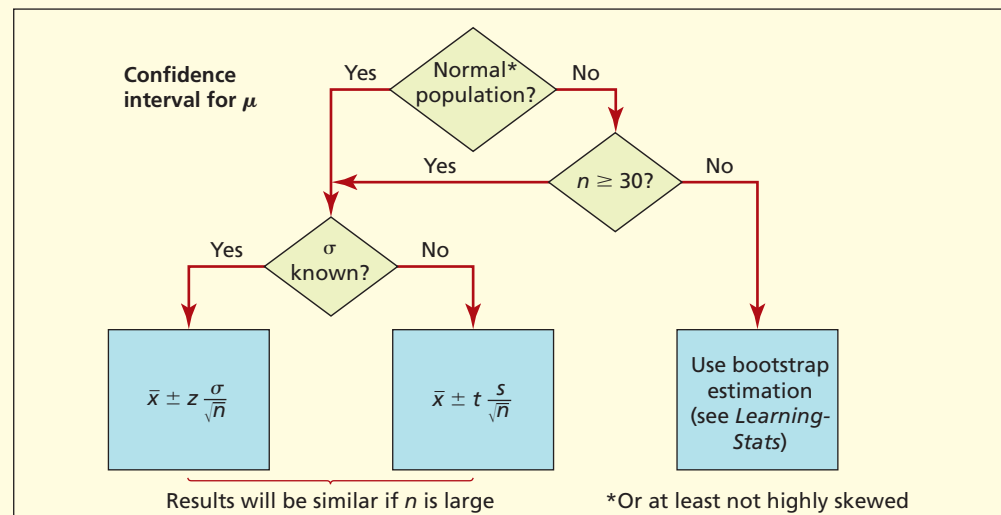 Confidence
interval for μ
Yes
Normal*
population?
No
Yes
n ≥ 30?
No
Yes
σ
known?
No
x̄ ± z σ/√n
x̄ ± t s/√n
Use bootstrap
estimation
(see Learning-
Stats)
Results will be similar if n is large
*Or at least not highly skewed